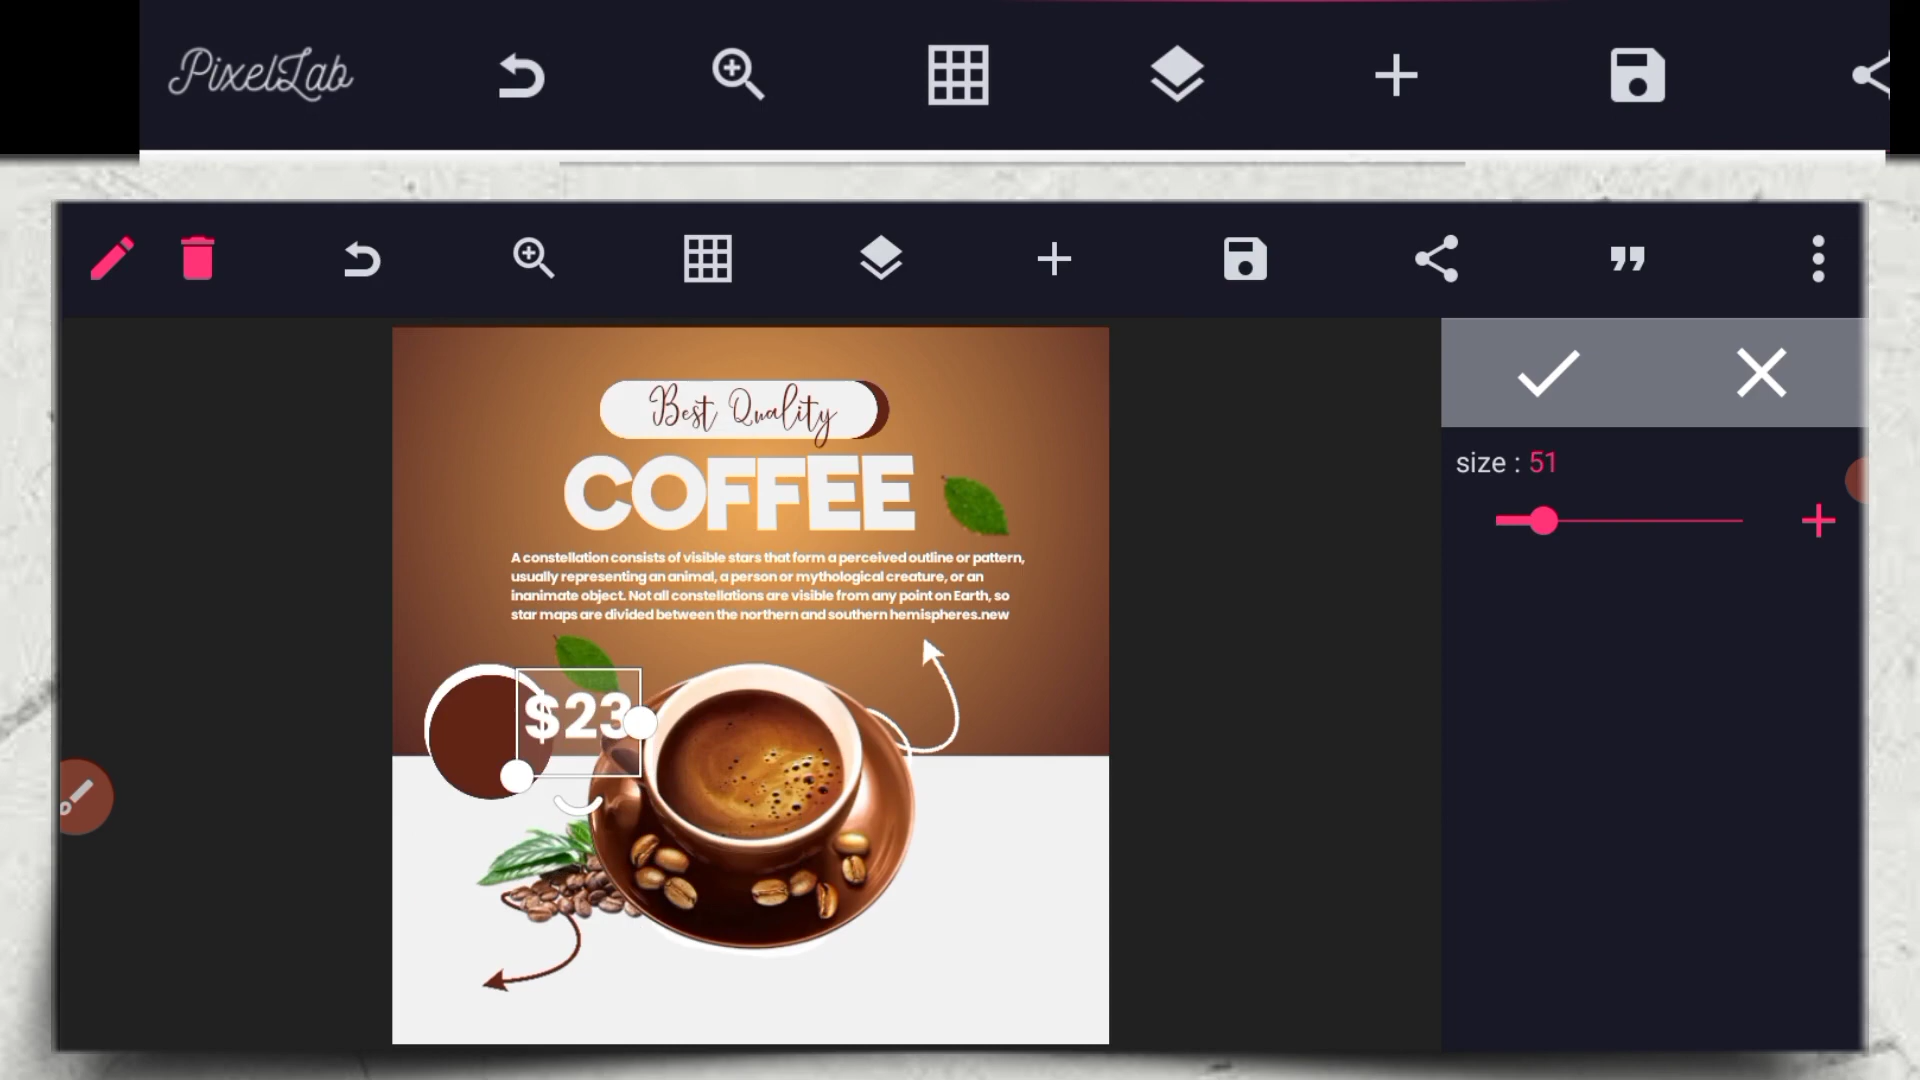 PixelLab
size : 51
Best Quality
COFFEE
A constellation consists of visible stars that form a perceived outline or pattern,
usually representing an animal, a person or mythological creature, or an
inanimate object. Not all constellations are visible from any point on Earth, so
star maps are divided between the northern and southern hemispheres.new
$23